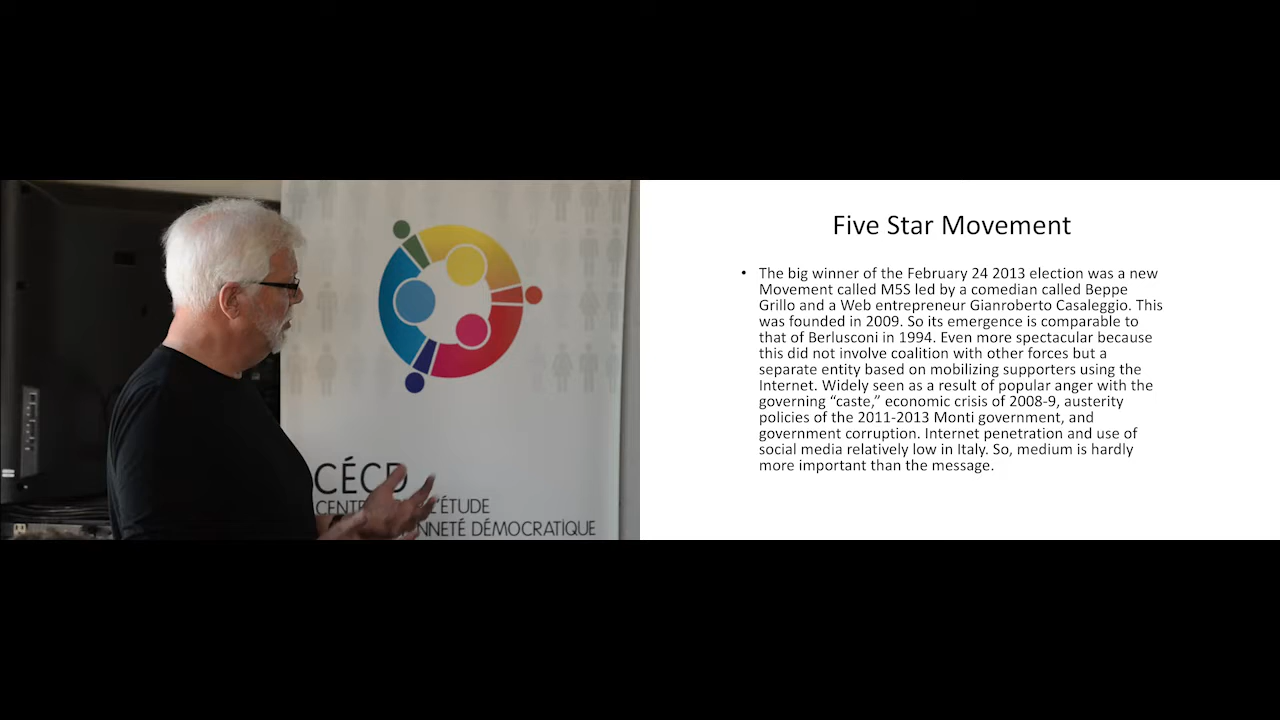 CÉCD
CENT L'ÉTUDE
NNETÉ DÉMOCRATIQUE
Five Star Movement
• The big winner of the February 24 2013 election was a new
Movement called M5S led by a comedian called Beppe
Grillo and a Web entrepreneur Gianroberto Casaleggio. This
was founded in 2009. So its emergence is comparable to
that of Berlusconi in 1994. Even more spectacular because
this did not involve coalition with other forces but a
separate entity based on mobilizing supporters using the
Internet. Widely seen as a result of popular anger with the
governing “caste,” economic crisis of 2008-9, austerity
policies of the 2011-2013 Monti government, and
government corruption. Internet penetration and use of
social media relatively low in Italy. So, medium is hardly
more important than the message.